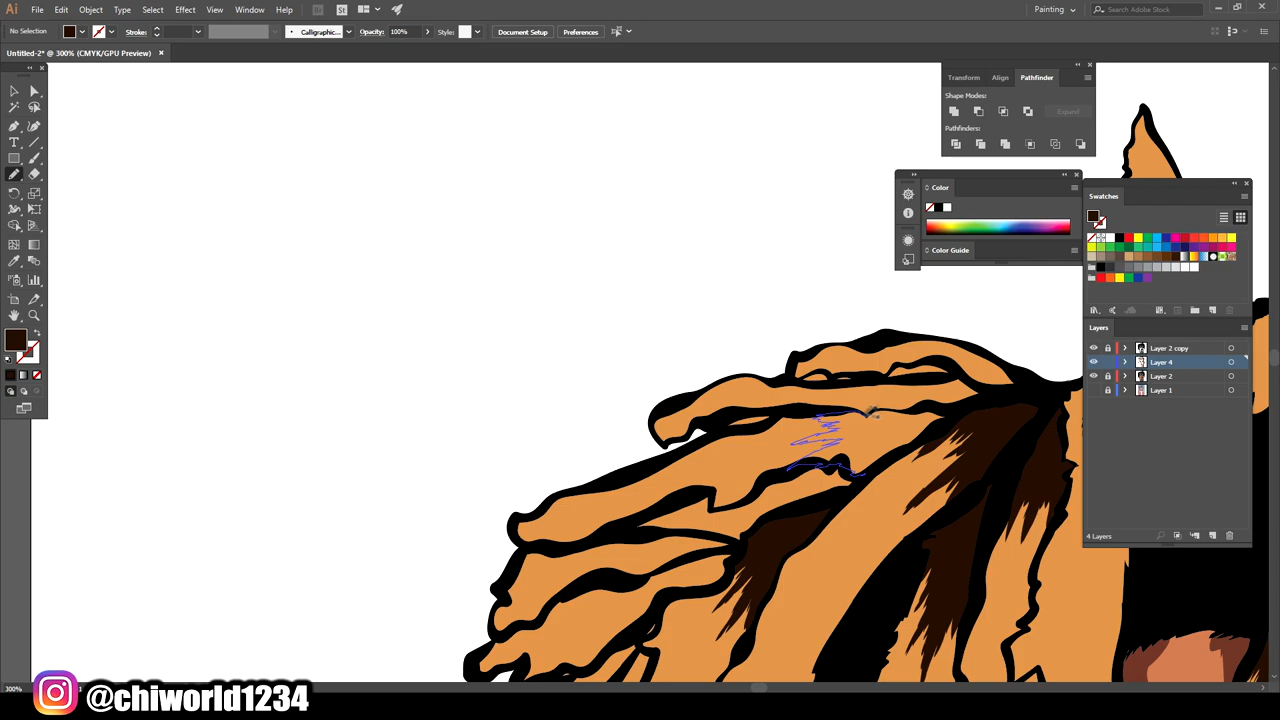 Ai File Edit Object Type Select Effect View Window Help Br St Painting Search Adobe Stock
No Selection Stroke: Calligraphic... Opacity: 100% Style: Document Setup Preferences
Untitled-2* @ 300% (CMYK/GPU Preview)
Transform Align Pathfinder
Shape Modes:
Expand
Pathfinders:
Color
Color Guide
Swatches
Layers
Layer 2 copy
Layer 4
Layer 2
Layer 1
4 Layers
300%
@chiworld1234